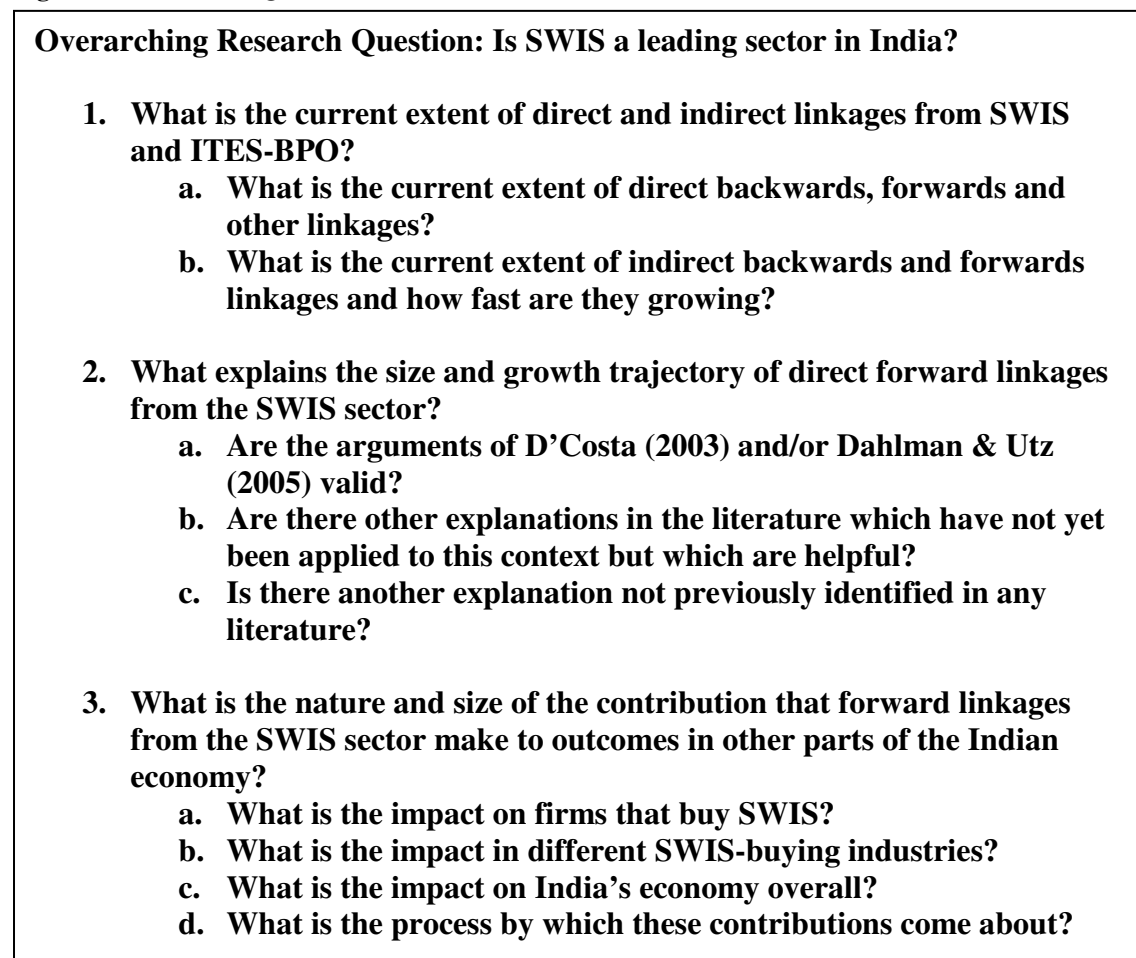 Overarching Research Question: Is SWIS a leading sector in India?
1. What is the current extent of direct and indirect linkages from SWIS
and ITES-BPO?
a. What is the current extent of direct backwards, forwards and
other linkages?
b. What is the current extent of indirect backwards and forwards
linkages and how fast are they growing?
2. What explains the size and growth trajectory of direct forward linkages
from the SWIS sector?
a. Are the arguments of D’Costa (2003) and/or Dahlman & Utz
(2005) valid?
b. Are there other explanations in the literature which have not yet
been applied to this context but which are helpful?
c. Is there another explanation not previously identified in any
literature?
3. What is the nature and size of the contribution that forward linkages
from the SWIS sector make to outcomes in other parts of the Indian
economy?
a. What is the impact on firms that buy SWIS?
b. What is the impact in different SWIS-buying industries?
c. What is the impact on India’s economy overall?
d. What is the process by which these contributions come about?